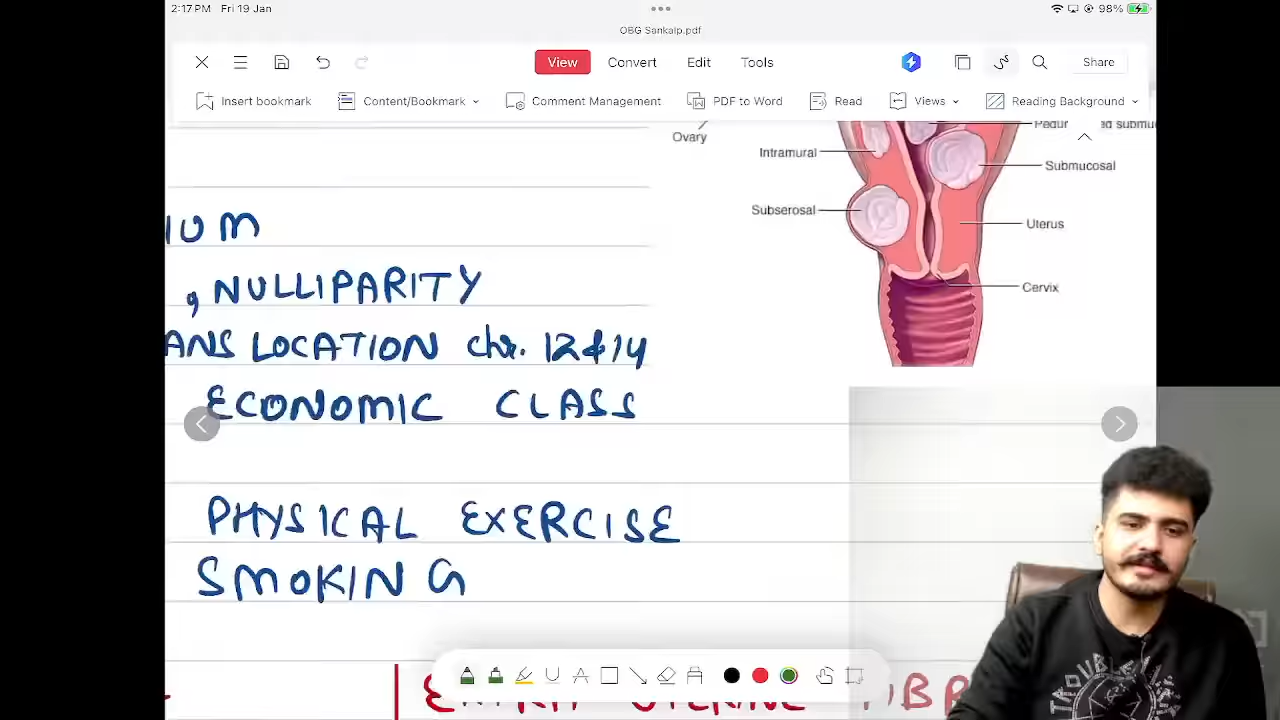 2:17 PM Fri 19 Jan
98%
OBG Sankalp.pdf
View Convert Edit Tools Share
Insert bookmark Content/Bookmark Comment Management PDF to Word Read Views Reading Background
Ovary
Intramural
Submucosal
Subserosal
Uterus
Cervix
IUM
, NULLIPARITY
ANS LOCATION chr. 12 & 14
ECONOMIC CLASS
PHYSICAL EXERCISE
SMOKING
UTERINE